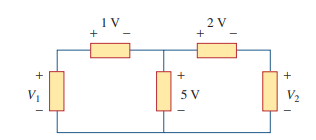 1 V 2 V
+ − + −
+ + +
V₁ 5 V V₂
− − −